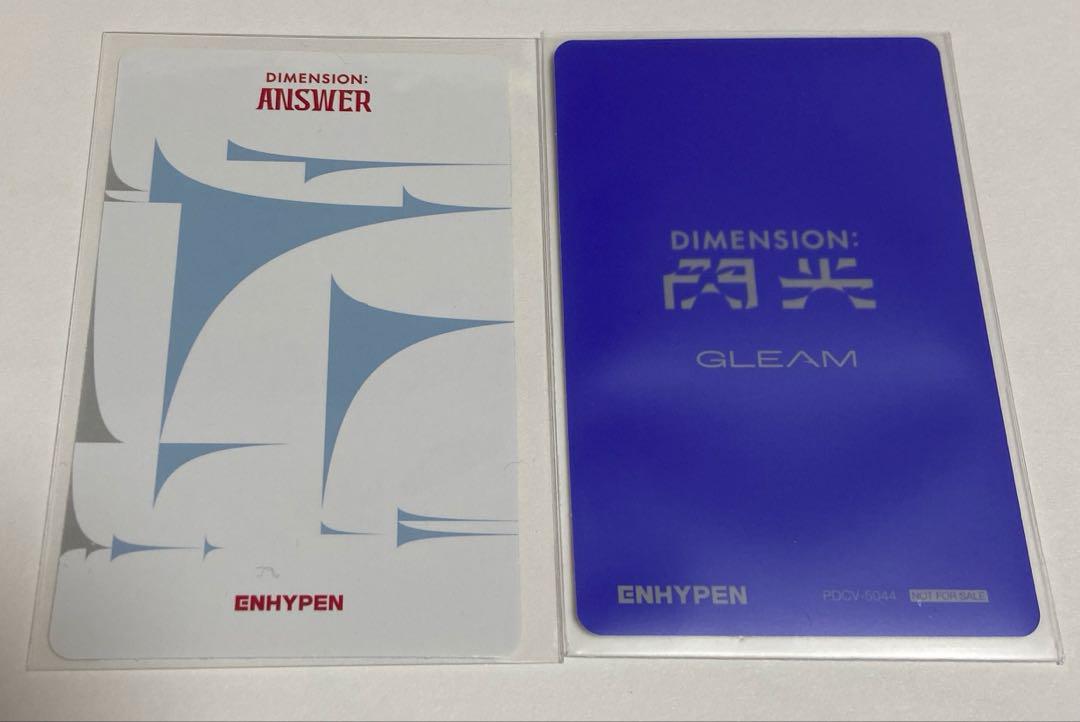 DIMENSION:
ANSWER
ENHYPEN
DIMENSION:
閃光
GLEAM
ENHYPEN
PDCV-5044 NOT FOR SALE